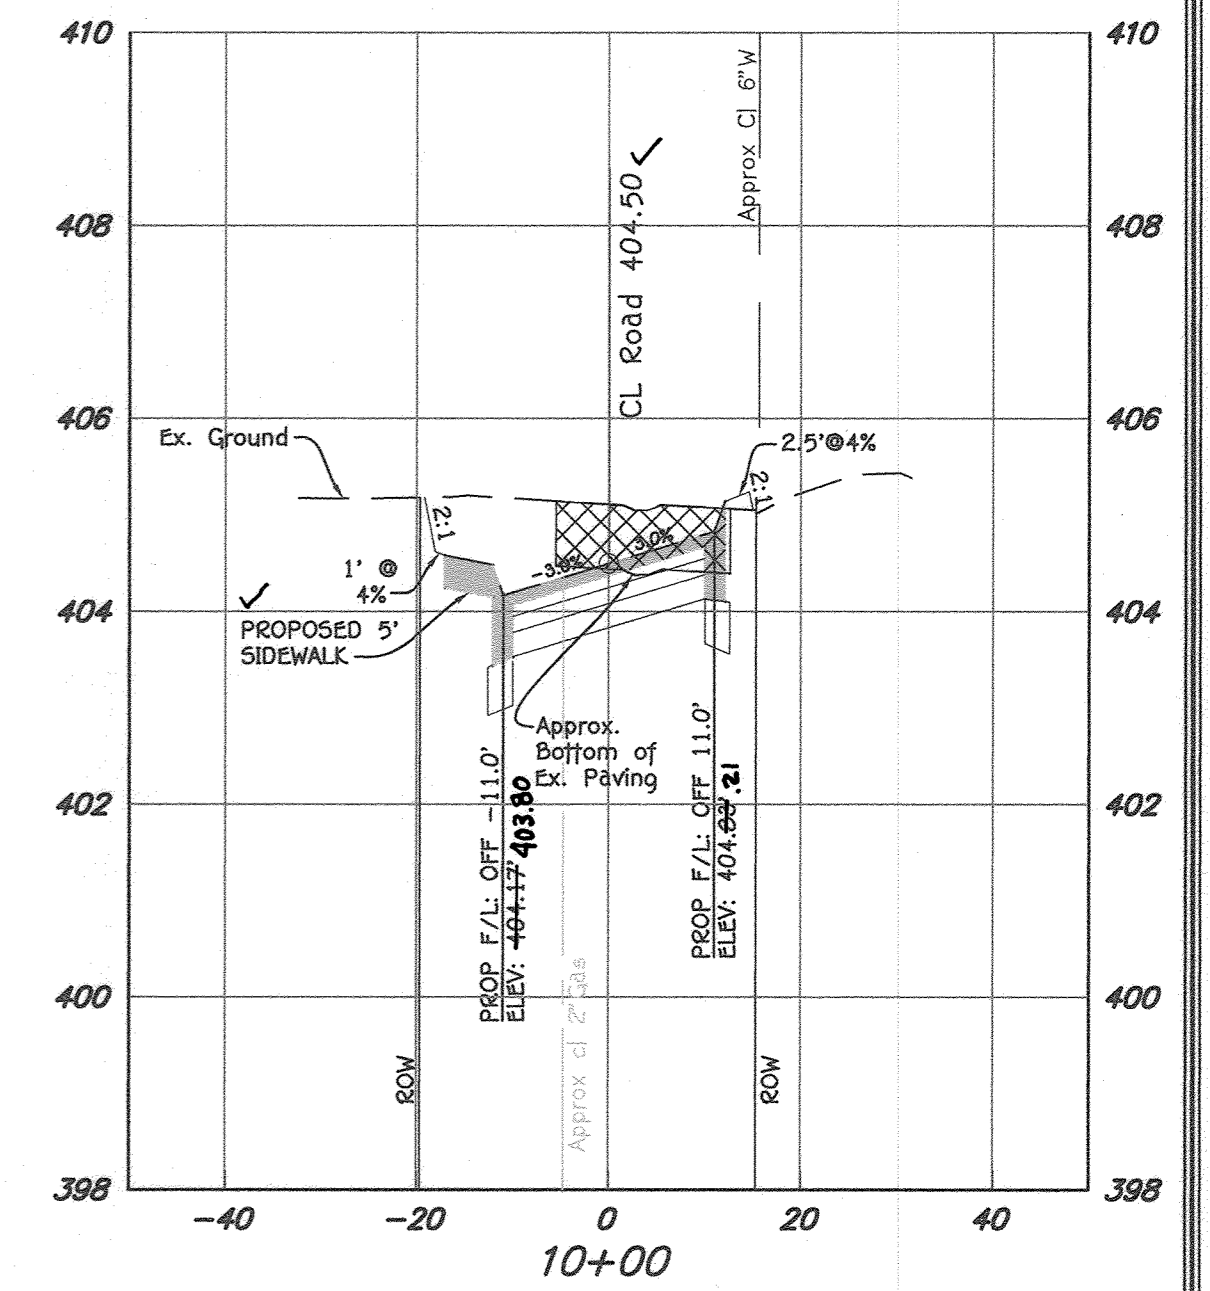 410
410
Approx Cl 6"W
CL Road 404.50 ✓
408
408
406
406
Ex. Ground
2.5'@4%
2:1
2:1
-3.0%
3.0%
1' @
4%
404
404
✓
PROPOSED 5'
SIDEWALK
Approx.
Bottom of
Ex. Paving
402
402
PROP F/L: OFF -11.0'
ELEV: 404.17' 403.80
PROP F/L: OFF 11.0'
ELEV: 404.83' .21
400
400
Approx cl 2"Gas
ROW
ROW
398
398
-40
-20
0
20
40
10+00